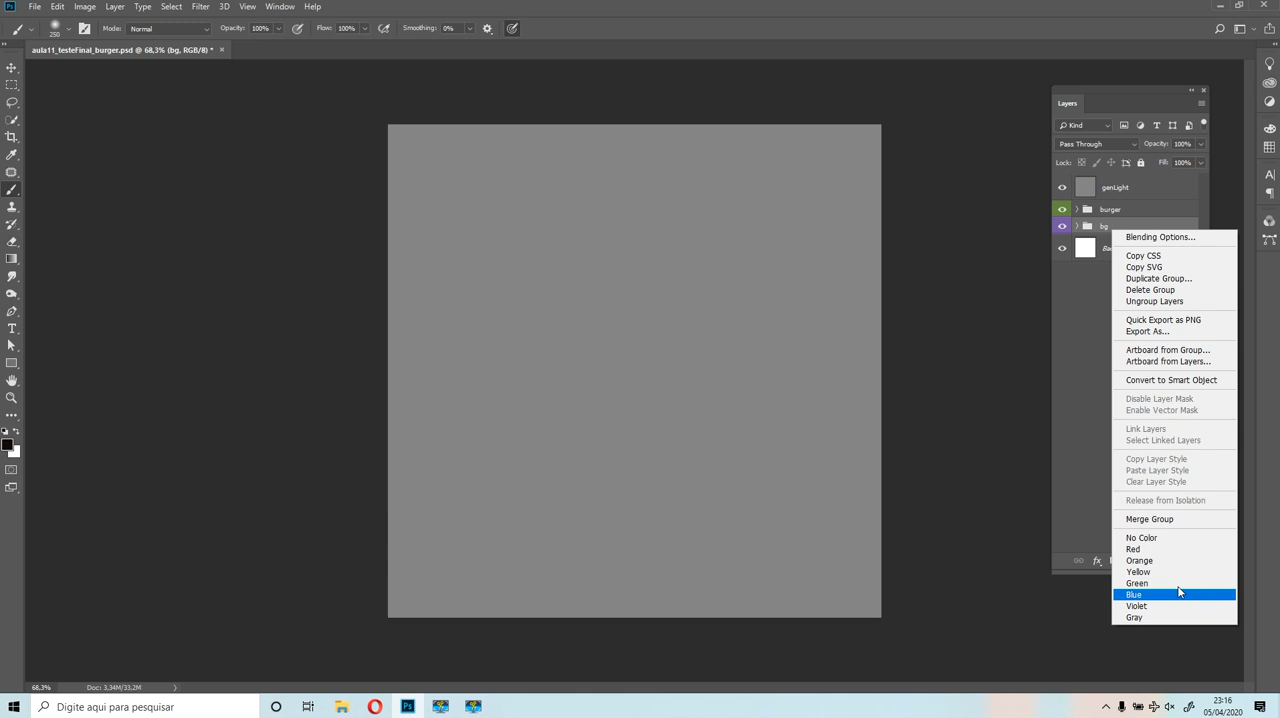 Ps File Edit Image Layer Type Select Filter 3D View Window Help
250 Mode: Normal Opacity: 100% Flow: 100% Smoothing: 0%
aula11_testeFinal_burger.psd @ 68,3% (bg, RGB/8) *
Layers
Kind
Pass Through Opacity: 100%
Lock: Fill: 100%
genLight
burger
bg
Blending Options...
Copy CSS
Copy SVG
Duplicate Group...
Delete Group
Ungroup Layers
Quick Export as PNG
Export As...
Artboard from Group...
Artboard from Layers...
Convert to Smart Object
Disable Layer Mask
Enable Vector Mask
Link Layers
Select Linked Layers
Copy Layer Style
Paste Layer Style
Clear Layer Style
Release from Isolation
Merge Group
No Color
Red
Orange
Yellow
Green
Blue
Violet
Gray
fx
68,3% Doc: 3,34M/33,2M
Digite aqui para pesquisar
Ps
23:16
05/04/2020